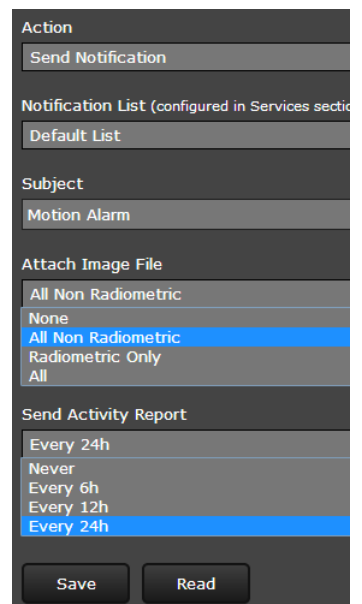 Action
Send Notification
Notification List (configured in Services
Default List
Subject
Motion Alarm
Attach Image File
All Non Radiometric
None
All Non Radiometric
Radiometric Only
All
Send Activity Report
Every 24h
Never
Every 6h
Every 12h
Every 24h
Save
Read